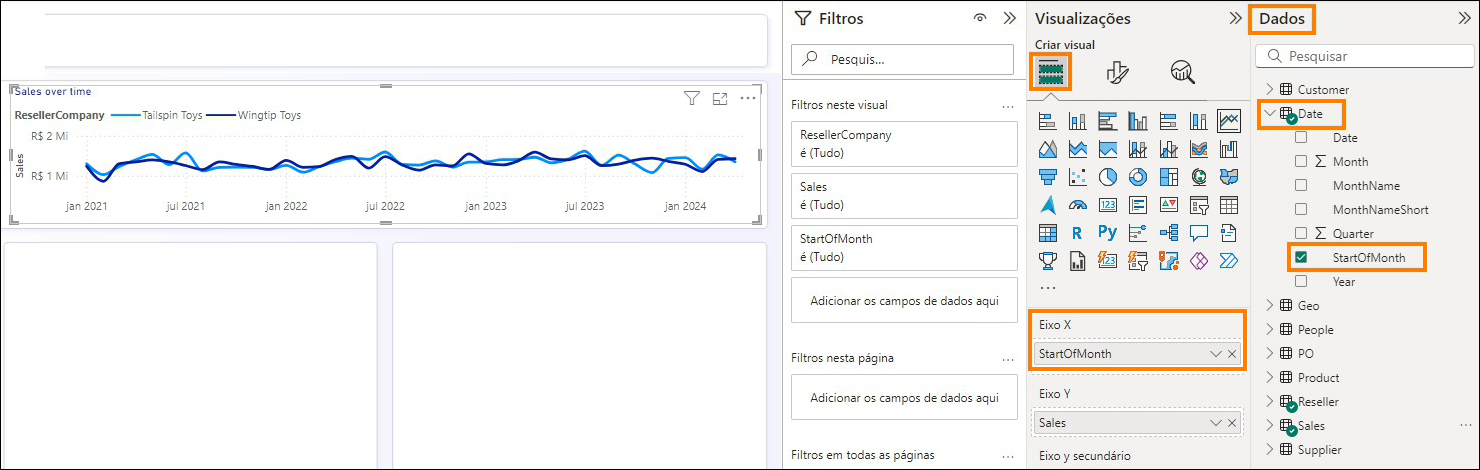 Sales over time
ResellerCompany Tailspin Toys Wingtip Toys
R$ 2 Mi
R$ 1 Mi
Sales
jan 2021 jul 2021 jan 2022 jul 2022 jan 2023 jul 2023 jan 2024
Filtros
Pesquis...
Filtros neste visual ...
ResellerCompany
é (Tudo)
Sales
é (Tudo)
StartOfMonth
é (Tudo)
Adicionar os campos de dados aqui
Filtros nesta página ...
Adicionar os campos de dados aqui
Filtros em todas as páginas ...
Visualizações
Criar visual
123
R Py
123
...
Eixo X
StartOfMonth
Eixo Y
Sales
Eixo y secundário
Dados
Pesquisar
Customer
Date
Date
Σ Month
MonthName
MonthNameShort
Σ Quarter
StartOfMonth
Year
Geo
People
PO
Product
Reseller
Sales ...
Supplier